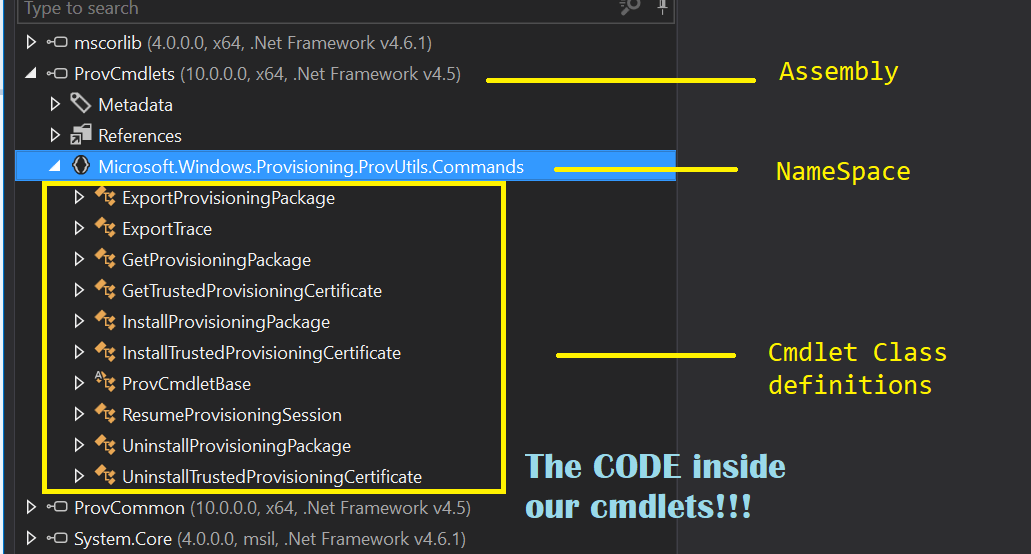 Type to search
mscorlib (4.0.0.0, x64, .Net Framework v4.6.1)
ProvCmdlets (10.0.0.0, x64, .Net Framework v4.5)
Assembly
Metadata
References
Microsoft.Windows.Provisioning.ProvUtils.Commands
NameSpace
ExportProvisioningPackage
ExportTrace
GetProvisioningPackage
GetTrustedProvisioningCertificate
InstallProvisioningPackage
InstallTrustedProvisioningCertificate
Cmdlet Class
definitions
ProvCmdletBase
ResumeProvisioningSession
UninstallProvisioningPackage
UninstallTrustedProvisioningCertificate
The CODE inside
our cmdlets!!!
ProvCommon (10.0.0.0, x64, .Net Framework v4.5)
System.Core (4.0.0.0, msil, .Net Framework v4.6.1)